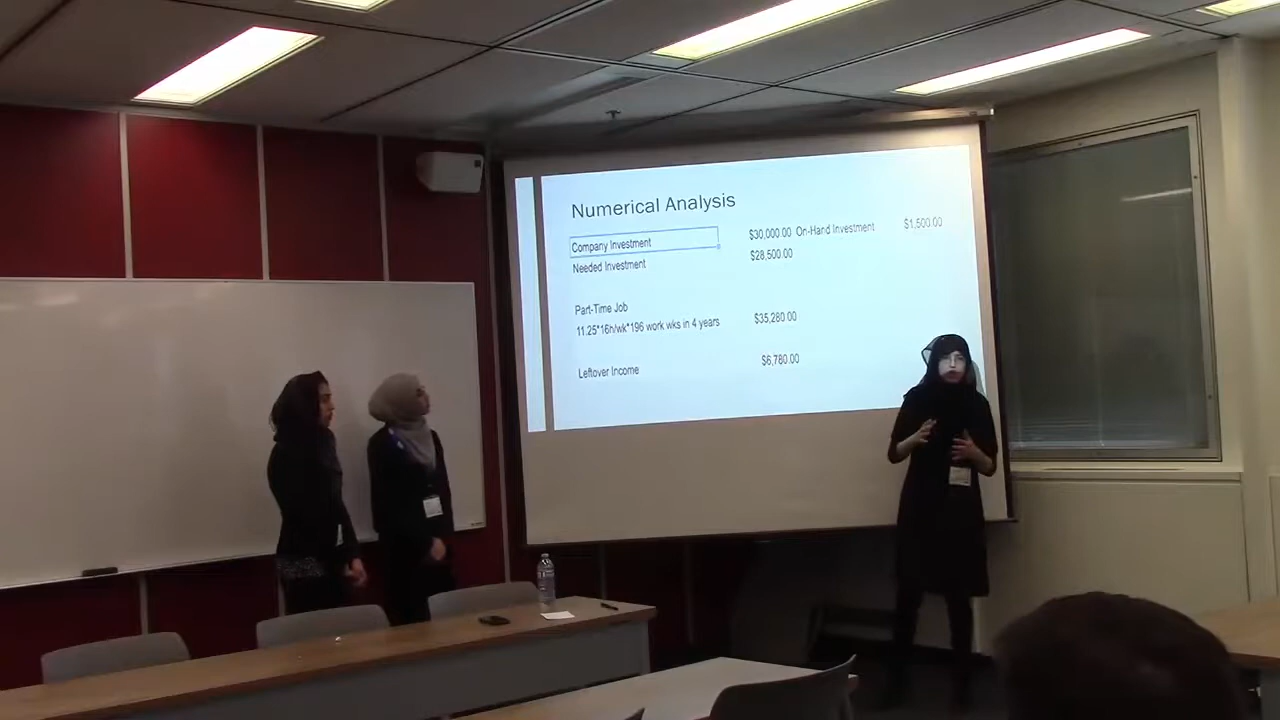 Numerical Analysis
Company Investment $30,000.00 On-Hand Investment $1,500.00
Needed Investment $28,500.00
Part-Time Job
11.25*16h/wk*196 work wks in 4 years $35,280.00
Leftover Income $6,780.00